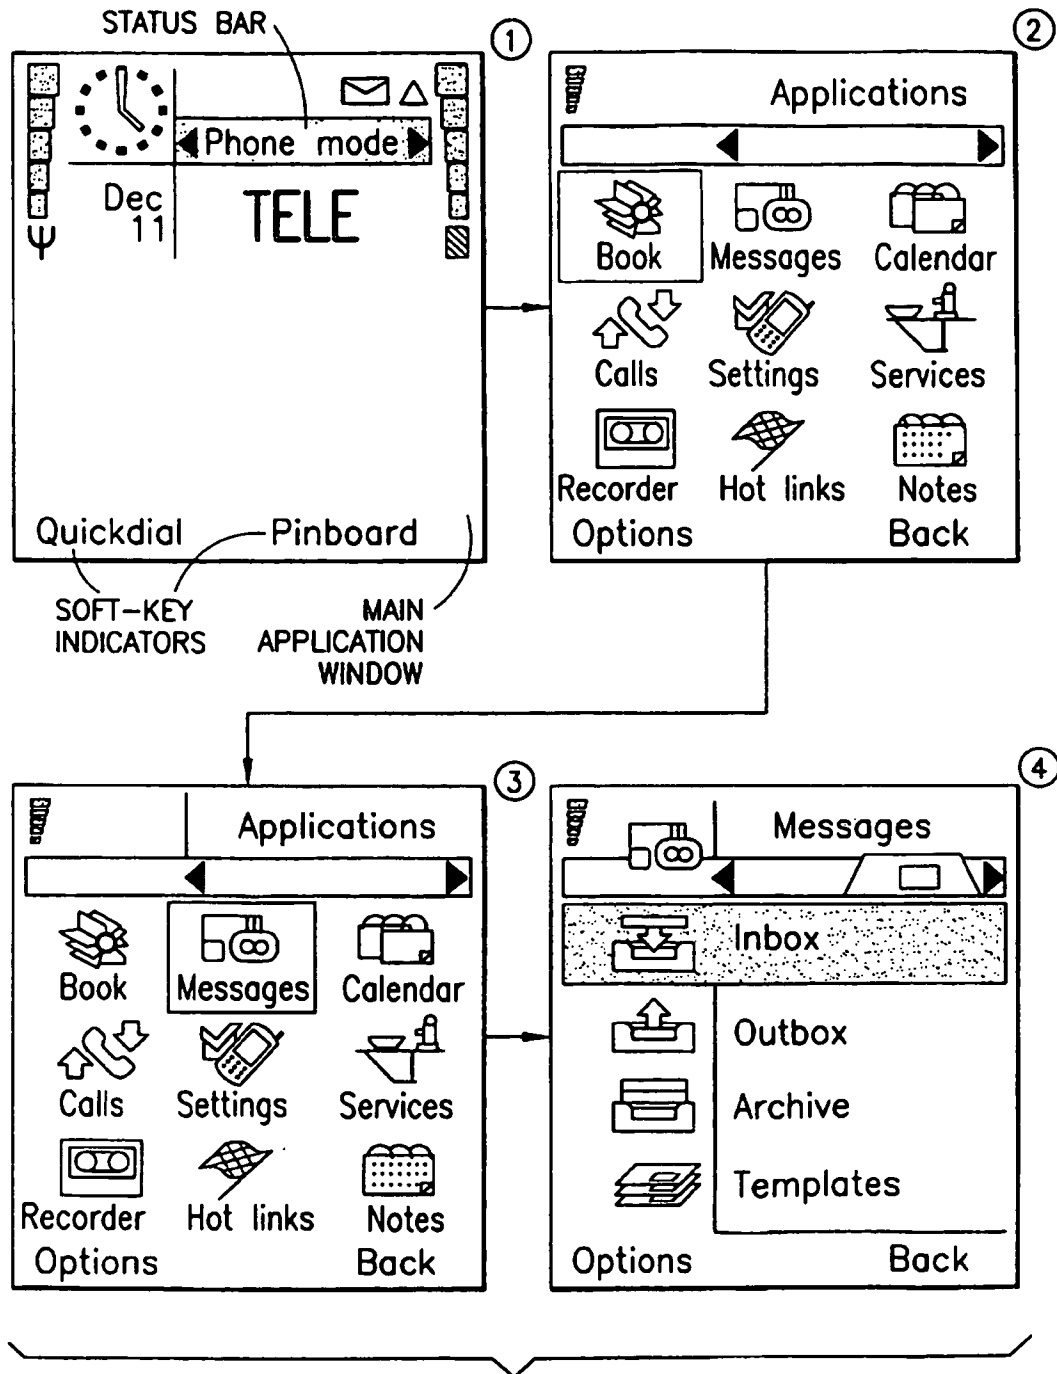 STATUS BAR
1
Phone mode
Dec
11
TELE
Quickdial Pinboard
SOFT-KEY
INDICATORS
MAIN
APPLICATION
WINDOW
2
Applications
Book Messages Calendar
Calls Settings Services
Recorder Hot links Notes
Options Back
3
Applications
Book Messages Calendar
Calls Settings Services
Recorder Hot links Notes
Options Back
4
Messages
Inbox
Outbox
Archive
Templates
Options Back